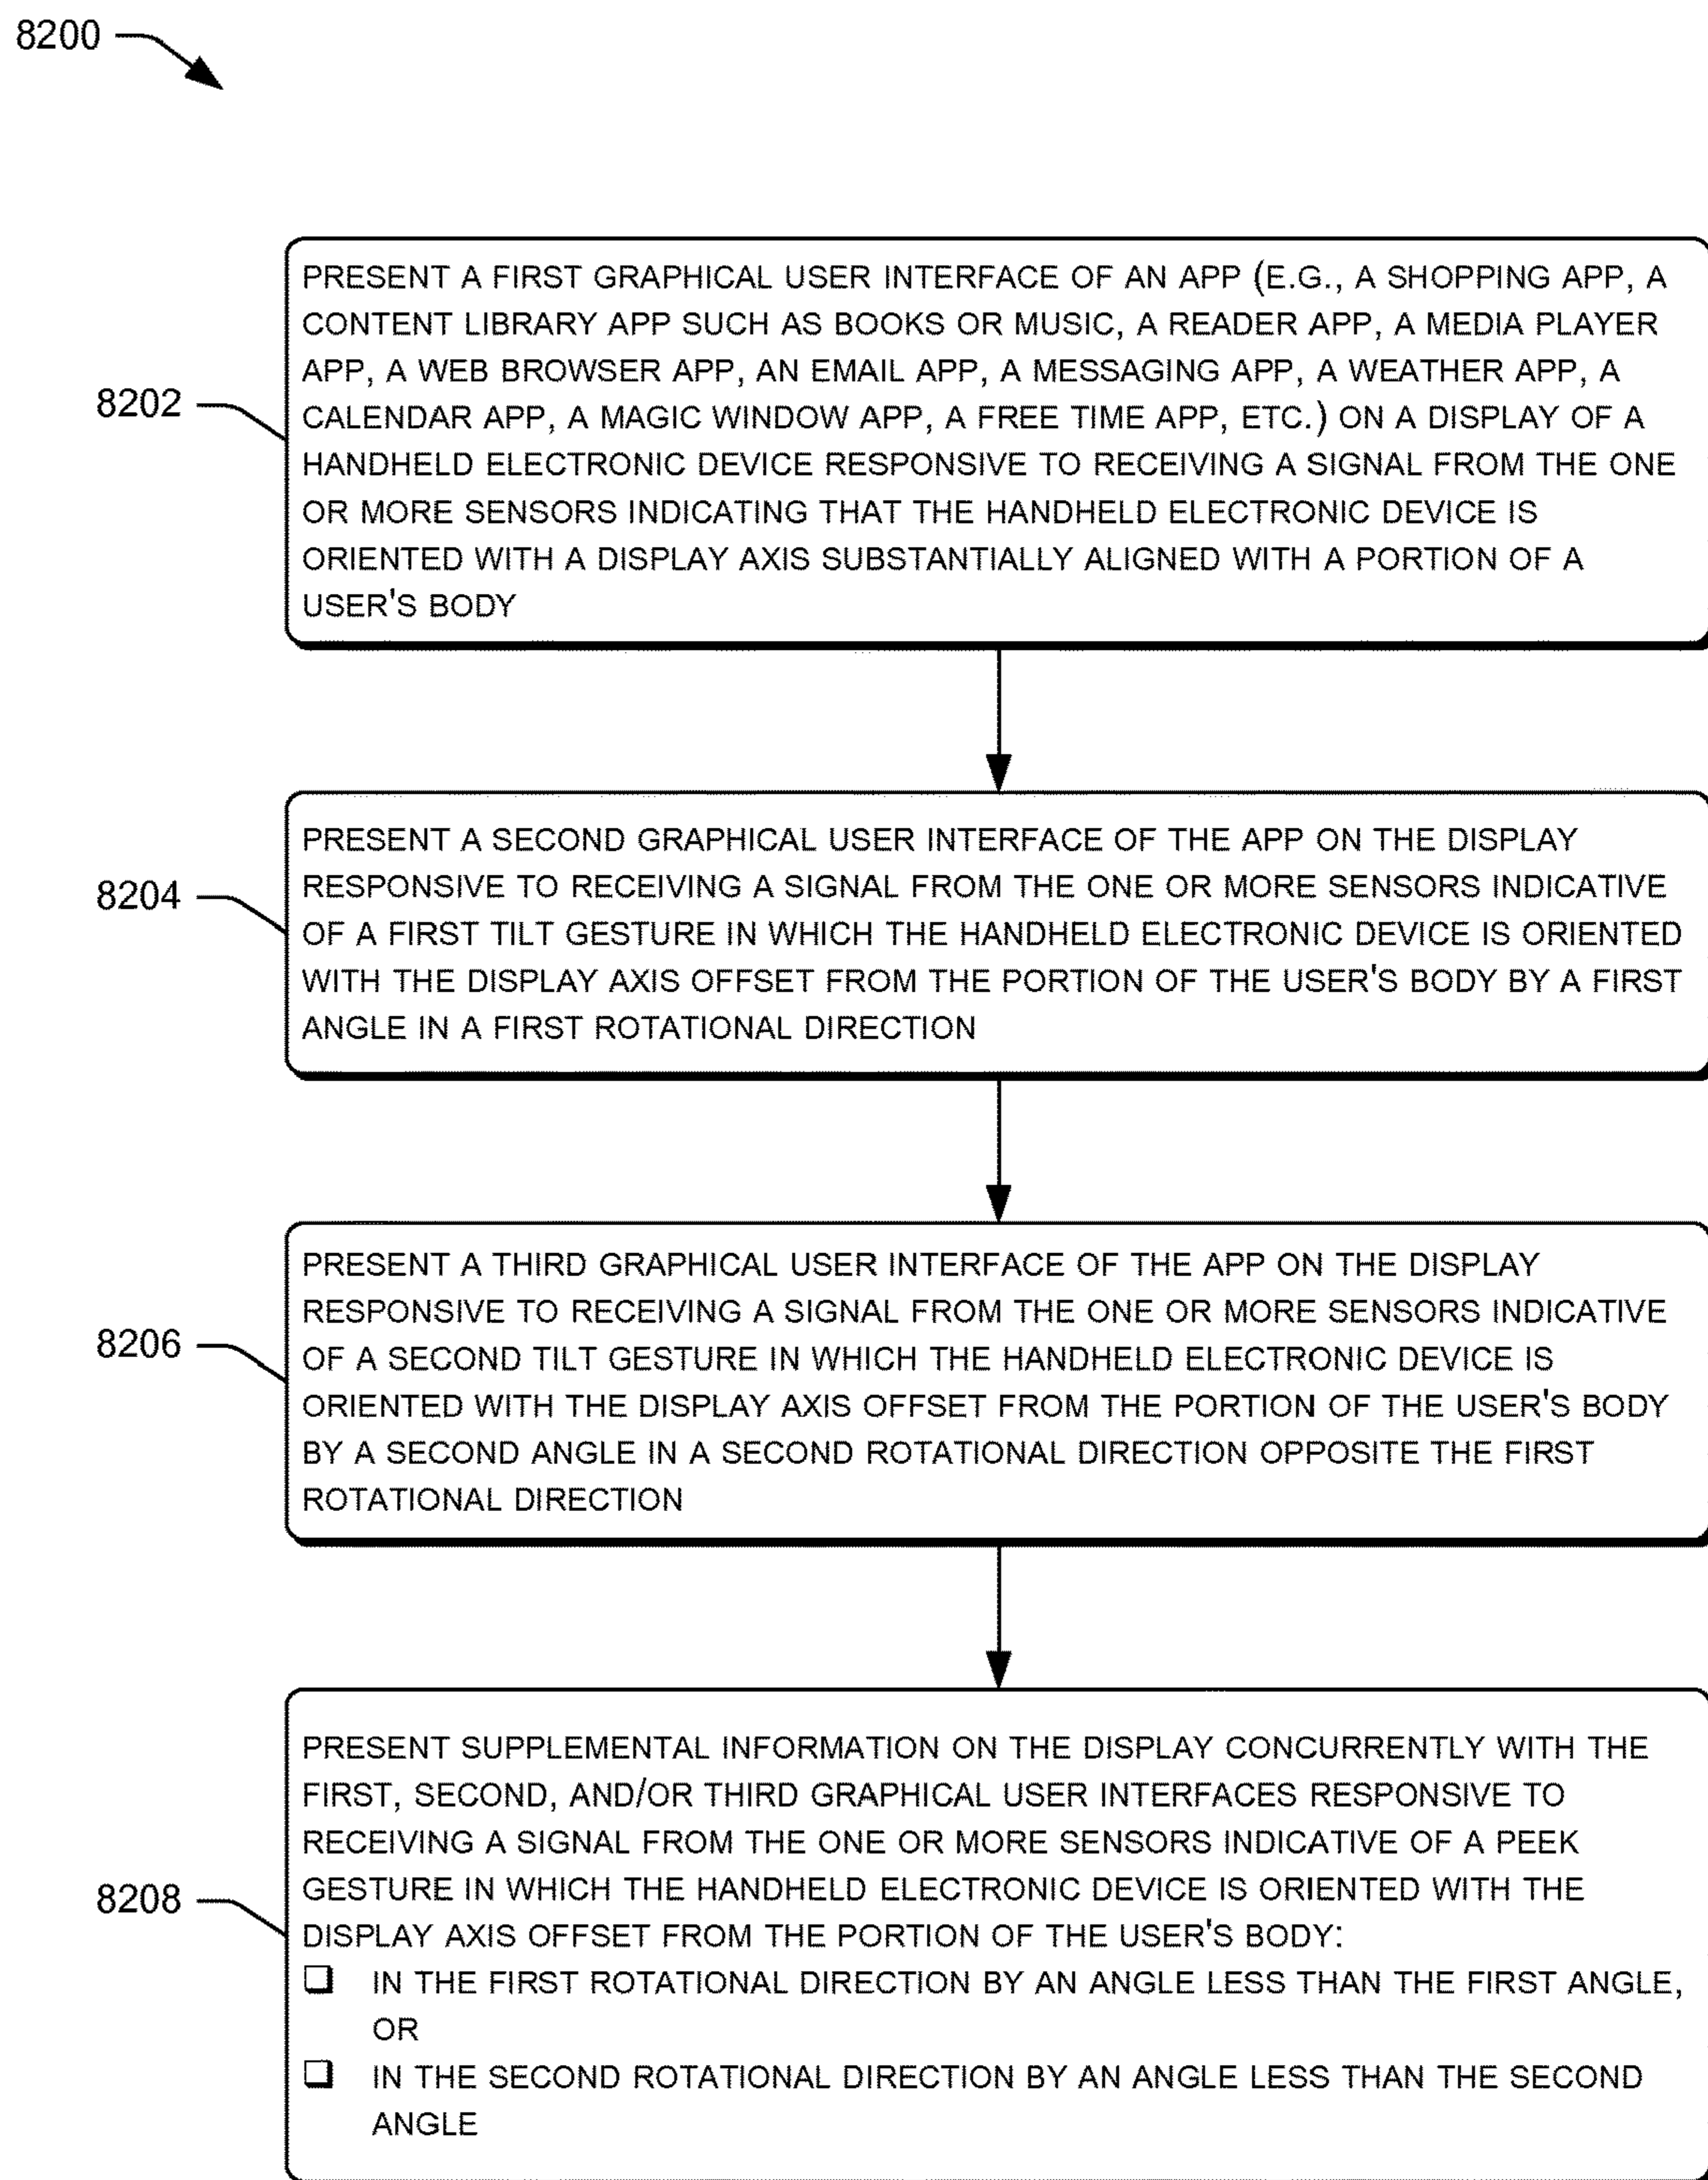 8200
8202
PRESENT A FIRST GRAPHICAL USER INTERFACE OF AN APP (E.G., A SHOPPING APP, A
CONTENT LIBRARY APP SUCH AS BOOKS OR MUSIC, A READER APP, A MEDIA PLAYER
APP, A WEB BROWSER APP, AN EMAIL APP, A MESSAGING APP, A WEATHER APP, A
CALENDAR APP, A MAGIC WINDOW APP, A FREE TIME APP, ETC.) ON A DISPLAY OF A
HANDHELD ELECTRONIC DEVICE RESPONSIVE TO RECEIVING A SIGNAL FROM THE ONE
OR MORE SENSORS INDICATING THAT THE HANDHELD ELECTRONIC DEVICE IS
ORIENTED WITH A DISPLAY AXIS SUBSTANTIALLY ALIGNED WITH A PORTION OF A
USER'S BODY
8204
PRESENT A SECOND GRAPHICAL USER INTERFACE OF THE APP ON THE DISPLAY
RESPONSIVE TO RECEIVING A SIGNAL FROM THE ONE OR MORE SENSORS INDICATIVE
OF A FIRST TILT GESTURE IN WHICH THE HANDHELD ELECTRONIC DEVICE IS ORIENTED
WITH THE DISPLAY AXIS OFFSET FROM THE PORTION OF THE USER'S BODY BY A FIRST
ANGLE IN A FIRST ROTATIONAL DIRECTION
8206
PRESENT A THIRD GRAPHICAL USER INTERFACE OF THE APP ON THE DISPLAY
RESPONSIVE TO RECEIVING A SIGNAL FROM THE ONE OR MORE SENSORS INDICATIVE
OF A SECOND TILT GESTURE IN WHICH THE HANDHELD ELECTRONIC DEVICE IS
ORIENTED WITH THE DISPLAY AXIS OFFSET FROM THE PORTION OF THE USER'S BODY
BY A SECOND ANGLE IN A SECOND ROTATIONAL DIRECTION OPPOSITE THE FIRST
ROTATIONAL DIRECTION
8208
PRESENT SUPPLEMENTAL INFORMATION ON THE DISPLAY CONCURRENTLY WITH THE
FIRST, SECOND, AND/OR THIRD GRAPHICAL USER INTERFACES RESPONSIVE TO
RECEIVING A SIGNAL FROM THE ONE OR MORE SENSORS INDICATIVE OF A PEEK
GESTURE IN WHICH THE HANDHELD ELECTRONIC DEVICE IS ORIENTED WITH THE
DISPLAY AXIS OFFSET FROM THE PORTION OF THE USER'S BODY:
❑ IN THE FIRST ROTATIONAL DIRECTION BY AN ANGLE LESS THAN THE FIRST ANGLE,
OR
❑ IN THE SECOND ROTATIONAL DIRECTION BY AN ANGLE LESS THAN THE SECOND
ANGLE